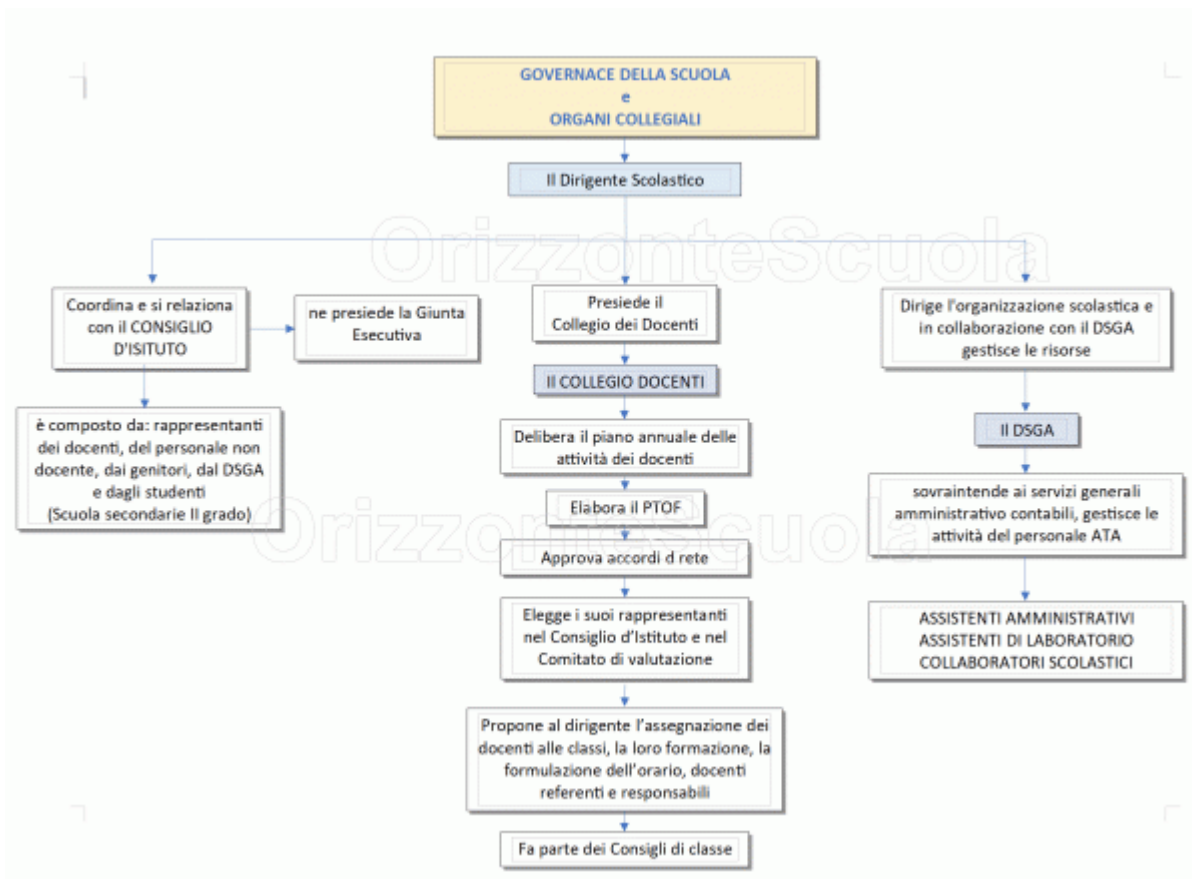 GOVERNACE DELLA SCUOLA
e
ORGANI COLLEGIALI
Il Dirigente Scolastico
OrizzonteScuola
Coordina e si relaziona
con il CONSIGLIO
D'ISITUTO
ne presiede la Giunta
Esecutiva
è composto da: rappresentanti
dei docenti, del personale non
docente, dai genitori, dal DSGA
e dagli studenti
(Scuola secondarie II grado)
Presiede il
Collegio dei Docenti
Il COLLEGIO DOCENTI
Delibera il piano annuale delle
attività dei docenti
Elabora il PTOF
OrizzonteScuola
Approva accordi d rete
Elegge i suoi rappresentanti
nel Consiglio d'Istituto e nel
Comitato di valutazione
Propone al dirigente l'assegnazione dei
docenti alle classi, la loro formazione, la
formulazione dell'orario, docenti
referenti e responsabili
Fa parte dei Consigli di classe
Dirige l'organizzazione scolastica e
in collaborazione con il DSGA
gestisce le risorse
Il DSGA
sovraintende ai servizi generali
amministrativo contabili, gestisce le
attività del personale ATA
ASSISTENTI AMMINISTRATIVI
ASSISTENTI DI LABORATORIO
COLLABORATORI SCOLASTICI